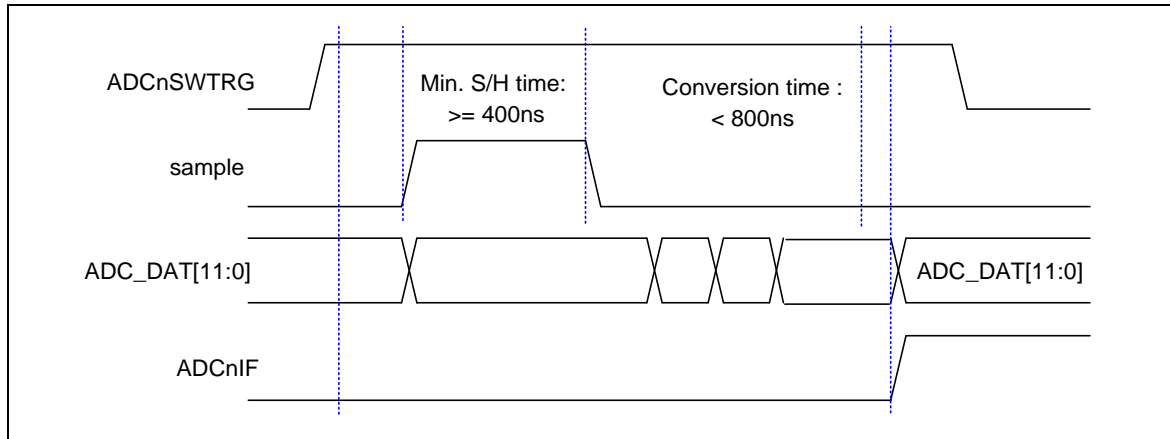 ADCnSWTRG
Min. S/H time:
>= 400ns
Conversion time :
< 800ns
sample
ADC_DAT[11:0]
ADC_DAT[11:0]
ADCnIF